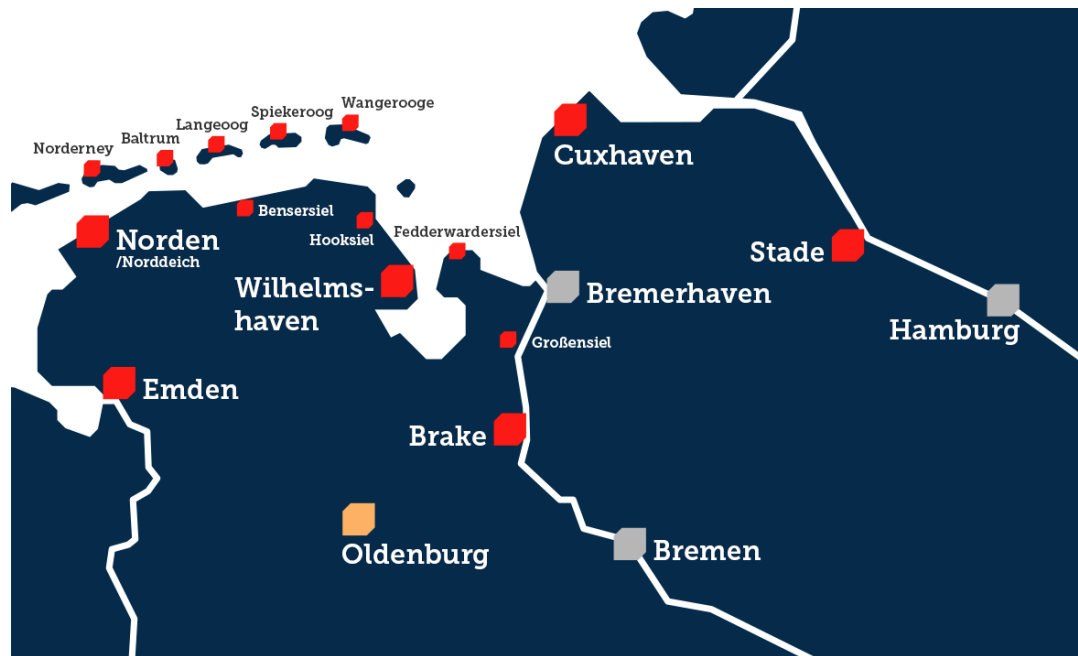 Wangerooge
Spiekeroog
Langeoog
Baltrum
Norderney
Cuxhaven
Bensersiel
Fedderwardersiel
Hooksiel
Norden
/Norddeich
Stade
Wilhelms-
haven
Bremerhaven
Hamburg
Großensiel
Emden
Brake
Oldenburg
Bremen